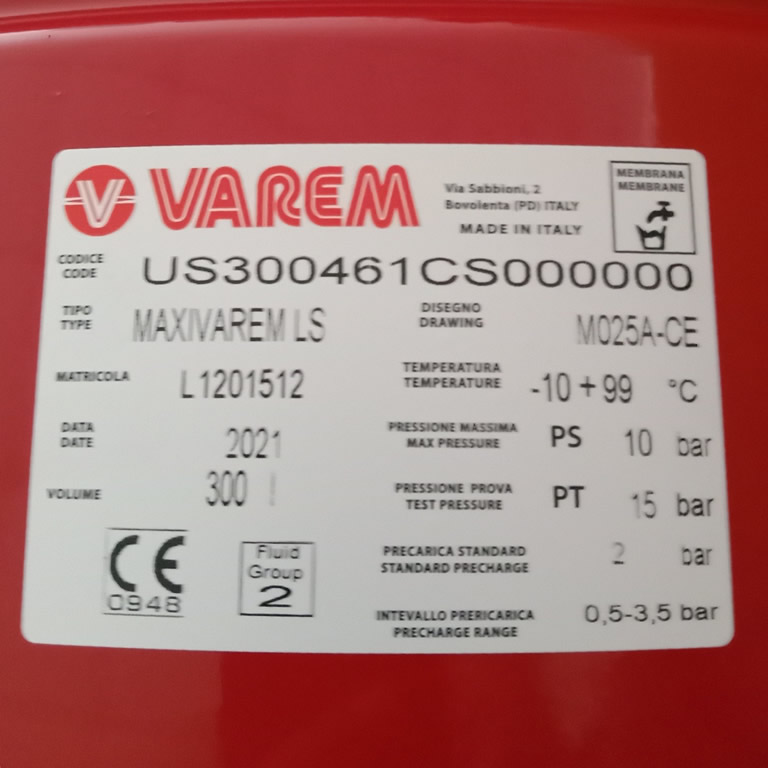 V VAREM
Via Sabbioni, 2
Bovolenta (PD) ITALY
MADE IN ITALY
MEMBRANA
MEMBRANE
CODICE
CODE
US300461CS000000
TIPO
TYPE
MAXIVAREM LS
DISEGNO
DRAWING
M025A-CE
MATRICOLA
L1201512
TEMPERATURA
TEMPERATURE
-10 +99 °C
DATA
DATE
2021
PRESSIONE MASSIMA
MAX PRESSURE
PS 10 bar
VOLUME
300 l
PRESSIONE PROVA
TEST PRESSURE
PT 15 bar
CE
0948
Fluid
Group
2
PRECARICA STANDARD
STANDARD PRECHARGE
2 bar
INTEVALLO PRERICARICA
PRECHARGE RANGE
0,5-3,5 bar